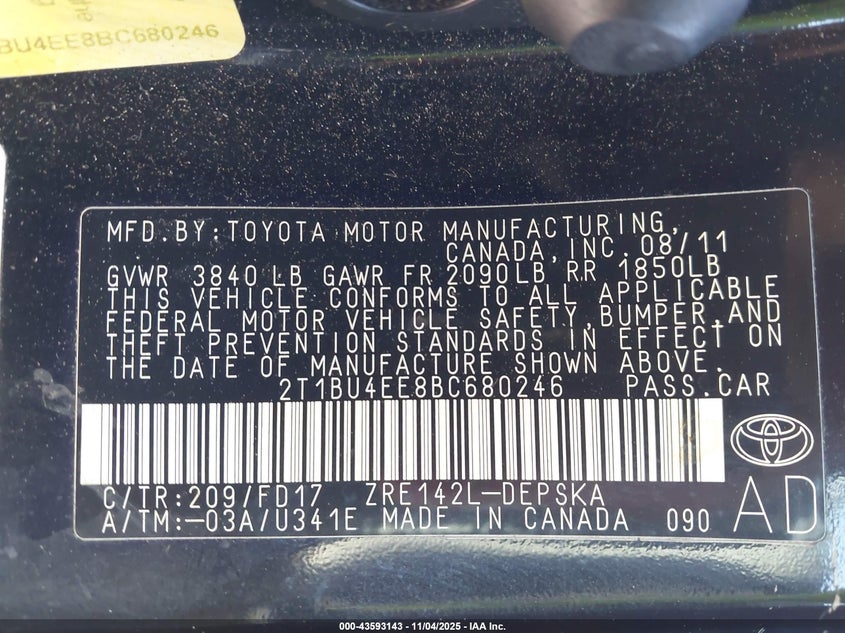 BU4EE8BC680246
MFD.BY:TOYOTA MOTOR MANUFACTURING,
CANADA,INC. 08/11
GVWR 3840LB GAWR FR 2090LB RR 1850LB
THIS VEHICLE CONFORMS TO ALL APPLICABLE
FEDERAL MOTOR VEHICLE SAFETY,BUMPER,AND
THEFT PREVENTION STANDARDS IN EFFECT ON
THE DATE OF MANUFACTURE SHOWN ABOVE.
2T1BU4EE8BC680246 PASS.CAR
C/TR:209/FD17 ZRE142L-DEPSKA
A/TM:-03A/U341E MADE IN CANADA 090
AD
000-43593143 - 11/04/2025 - IAA Inc.